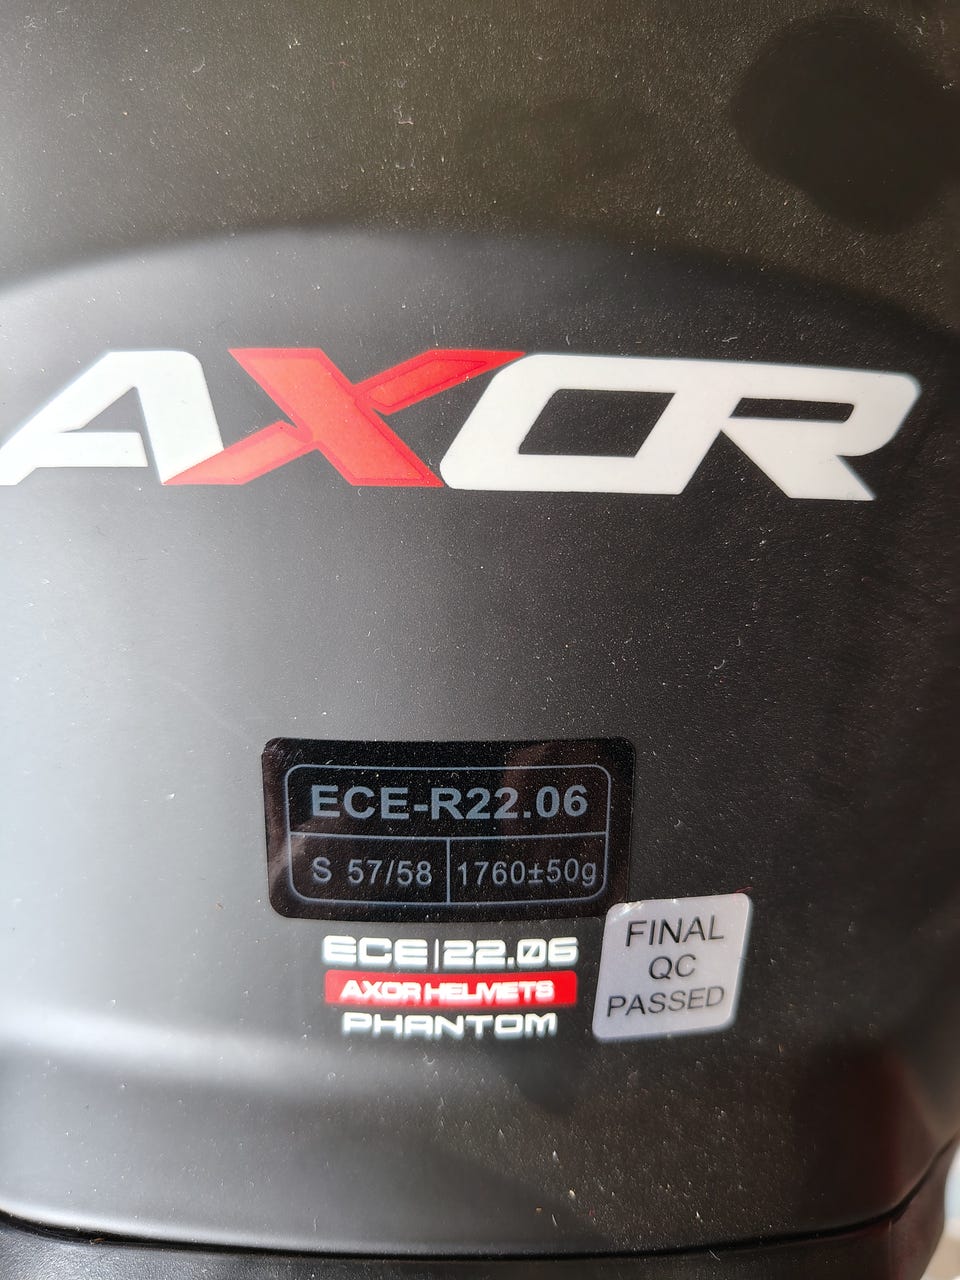 AXOR
ECE-R22.06
S 57/58 1760±50g
ECE|22.06
AXOR HELMETS
PHANTOM
FINAL
QC
PASSED